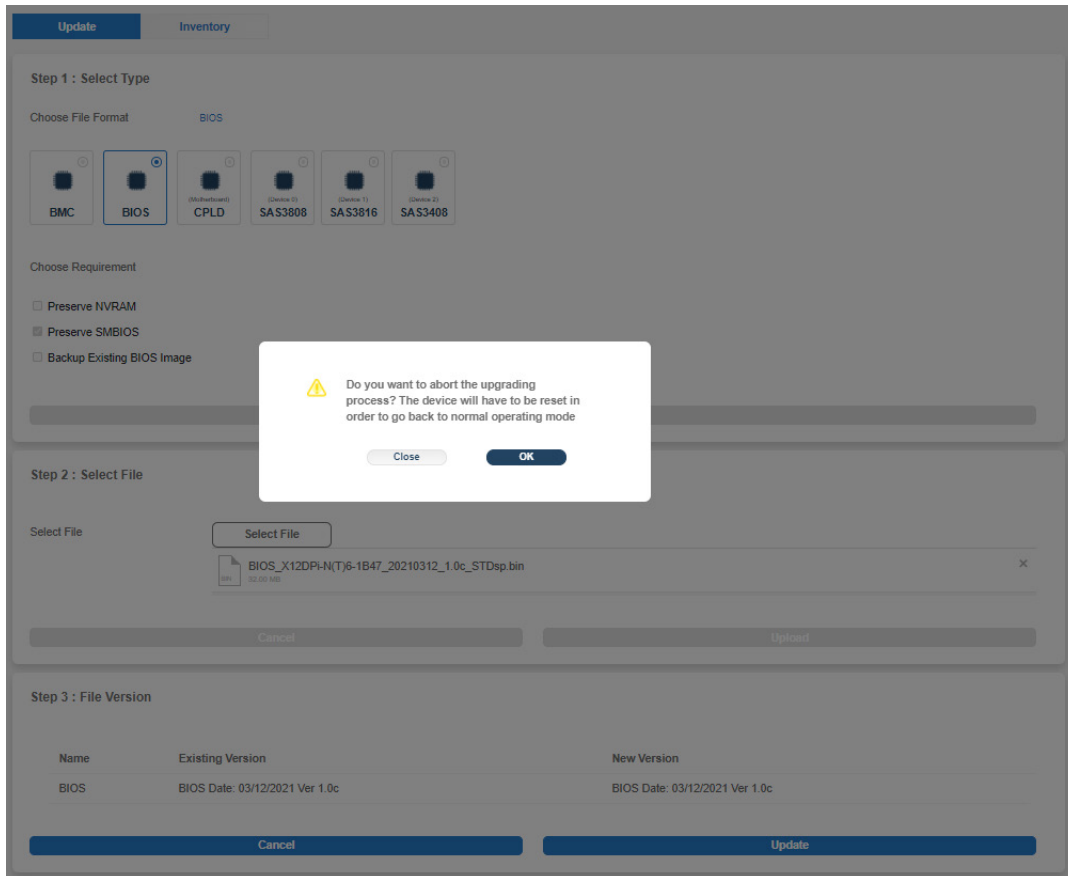 Update Inventory
Step 1 : Select Type
Choose File Format BIOS
BMC BIOS (Motherboard) CPLD (Device 0) SAS3808 (Device 1) SAS3816 (Device 2) SAS3408
Choose Requirement
Preserve NVRAM
Preserve SMBIOS
Backup Existing BIOS Image
Do you want to abort the upgrading
process? The device will have to be reset in
order to go back to normal operating mode
Close OK
Step 2 : Select File
Select File Select File
BIOS_X12DPi-N(T)6-1B47_20210312_1.0c_STDsp.bin
32.00 MB
Cancel Upload
Step 3 : File Version
Name Existing Version New Version
BIOS BIOS Date: 03/12/2021 Ver 1.0c BIOS Date: 03/12/2021 Ver 1.0c
Cancel Update